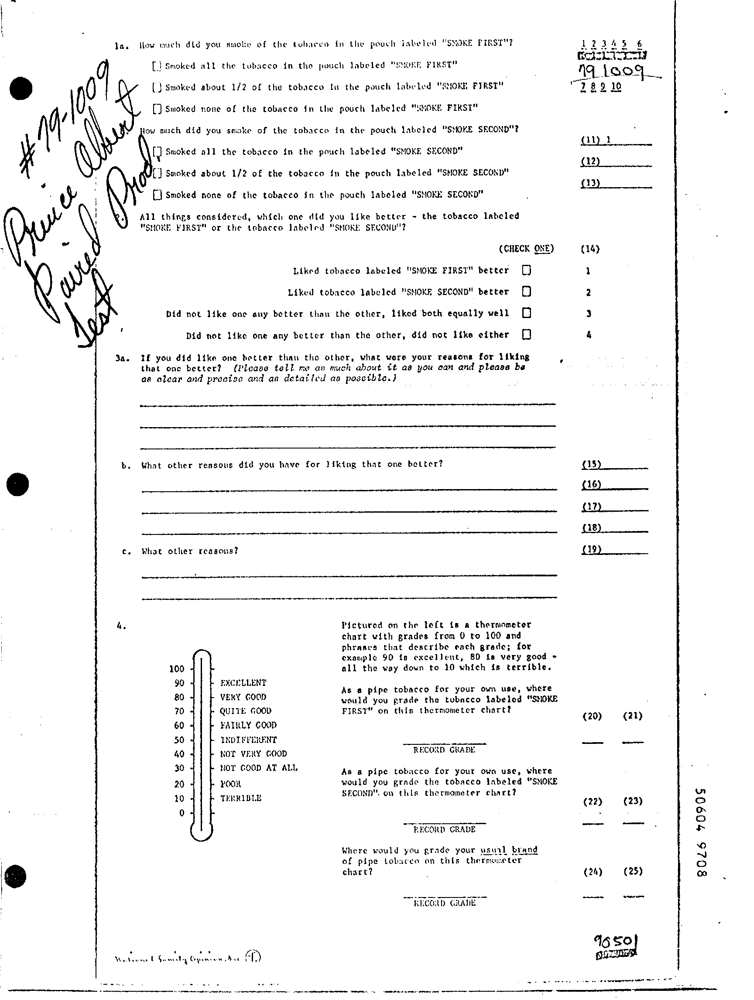 #79-1009
Prince Albert
Paired Prod.
Test
1a. How much did you smoke of the tobacco in the pouch labeled "SMOKE FIRST"?
1 2 3 4 5 6
791009
7 8 9 10
[] Smoked all the tobacco in the pouch labeled "SMOKE FIRST"
[] Smoked about 1/2 of the tobacco in the pouch labeled "SMOKE FIRST"
[] Smoked none of the tobacco in the pouch labeled "SMOKE FIRST"
How much did you smoke of the tobacco in the pouch labeled "SMOKE SECOND"?
(11) 1
[] Smoked all the tobacco in the pouch labeled "SMOKE SECOND"
(12)
[] Smoked about 1/2 of the tobacco in the pouch labeled "SMOKE SECOND"
(13)
[] Smoked none of the tobacco in the pouch labeled "SMOKE SECOND"
All things considered, which one did you like better - the tobacco labeled
"SMOKE FIRST" or the tobacco labeled "SMOKE SECOND"?
(CHECK ONE) (14)
Liked tobacco labeled "SMOKE FIRST" better [] 1
Liked tobacco labeled "SMOKE SECOND" better [] 2
Did not like one any better than the other, liked both equally well [] 3
Did not like one any better than the other, did not like either [] 4
3a. If you did like one better than the other, what were your reasons for liking
that one better? (Please tell me as much about it as you can and please be
as clear and precise and as detailed as possible.)
b. What other reasons did you have for liking that one better?
(15)
(16)
(17)
(18)
c. What other reasons?
(19)
4.
100
90 EXCELLENT
80 VERY GOOD
70 QUITE GOOD
60 FAIRLY GOOD
50 INDIFFERENT
40 NOT VERY GOOD
30 NOT GOOD AT ALL
20 POOR
10 TERRIBLE
0
Pictured on the left is a thermometer
chart with grades from 0 to 100 and
phrases that describe each grade; for
example 90 is excellent, 80 is very good -
all the way down to 10 which is terrible.
As a pipe tobacco for your own use, where
would you grade the tobacco labeled "SMOKE
FIRST" on this thermometer chart?
(20) (21)
RECORD GRADE
As a pipe tobacco for your own use, where
would you grade the tobacco labeled "SMOKE
SECOND" on this thermometer chart?
(22) (23)
RECORD GRADE
Where would you grade your usual brand
of pipe tobacco on this thermometer
chart?
(24) (25)
RECORD GRADE
50604 9708
National Family Opinion, Inc
96501